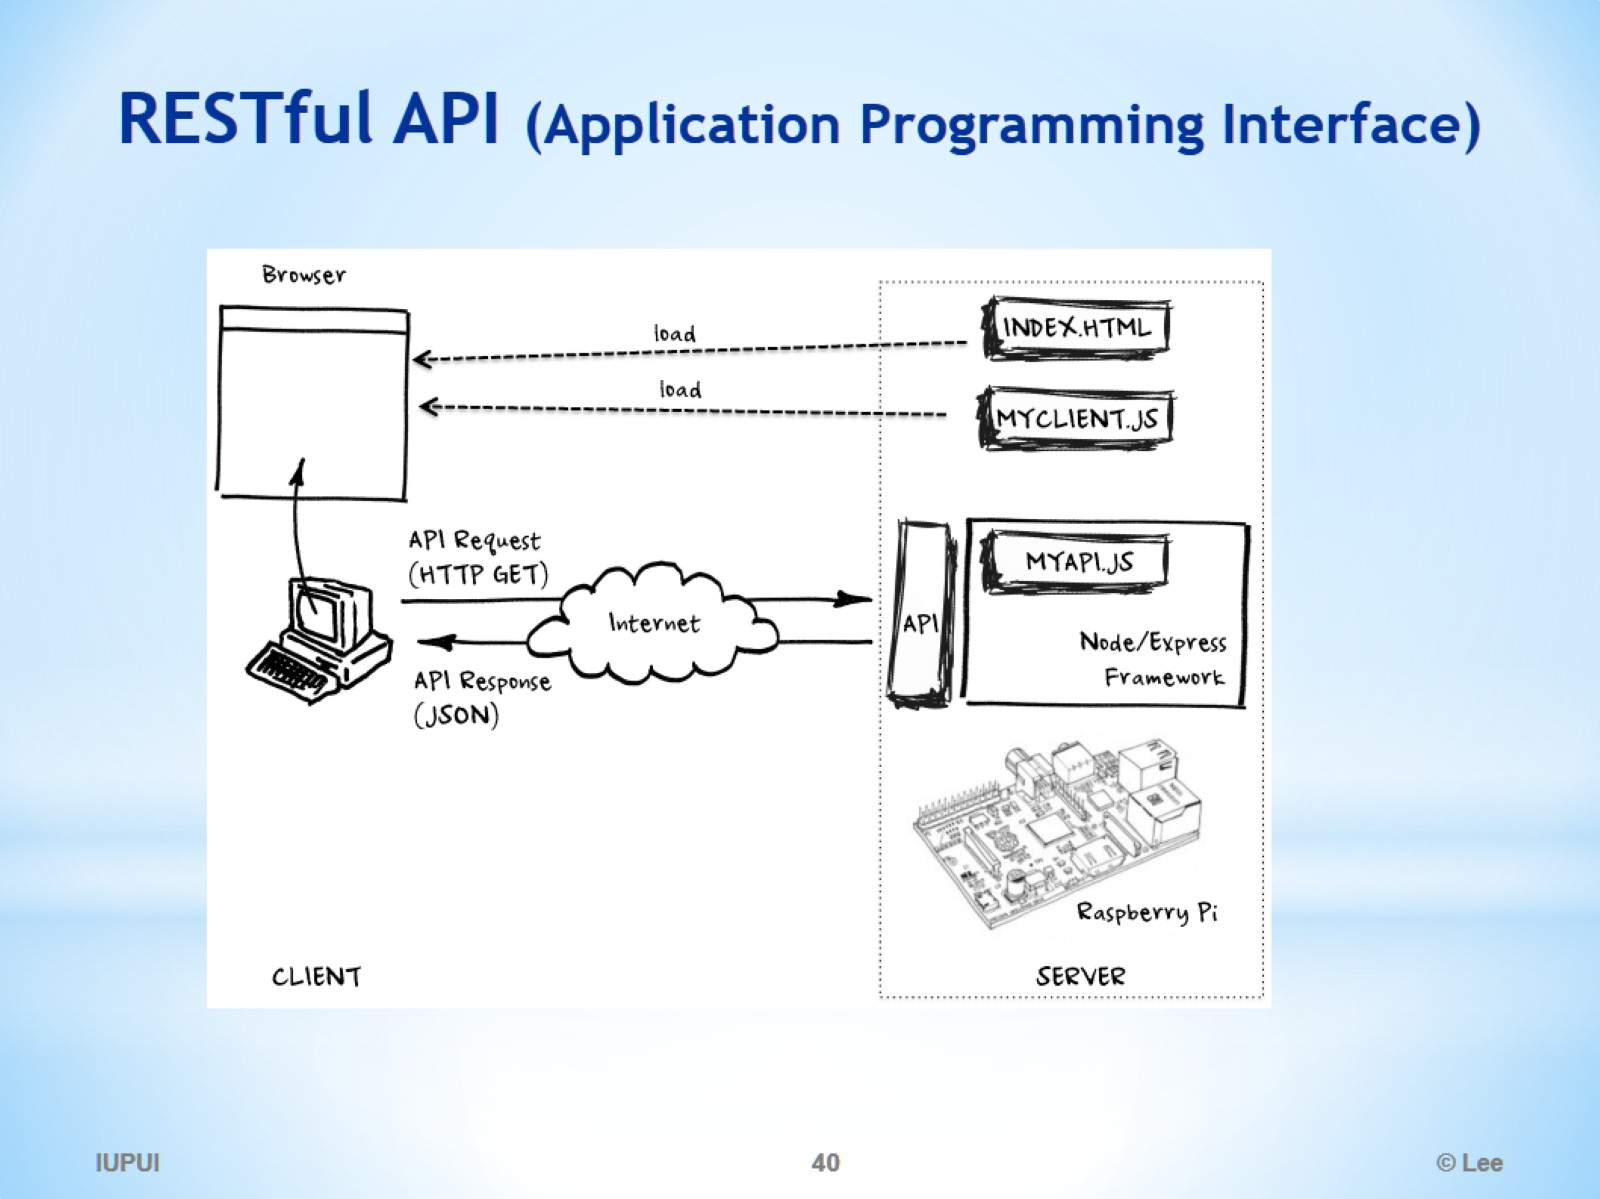 RESTful API (Application Programming Interface)
Browser
load
load
INDEX.HTML
MYCLIENT.JS
API Request
(HTTP GET)
Internet
API Response
(JSON)
API
MYAPI.JS
Node/Express
Framework
Raspberry Pi
CLIENT
SERVER
IUPUI
40
© Lee